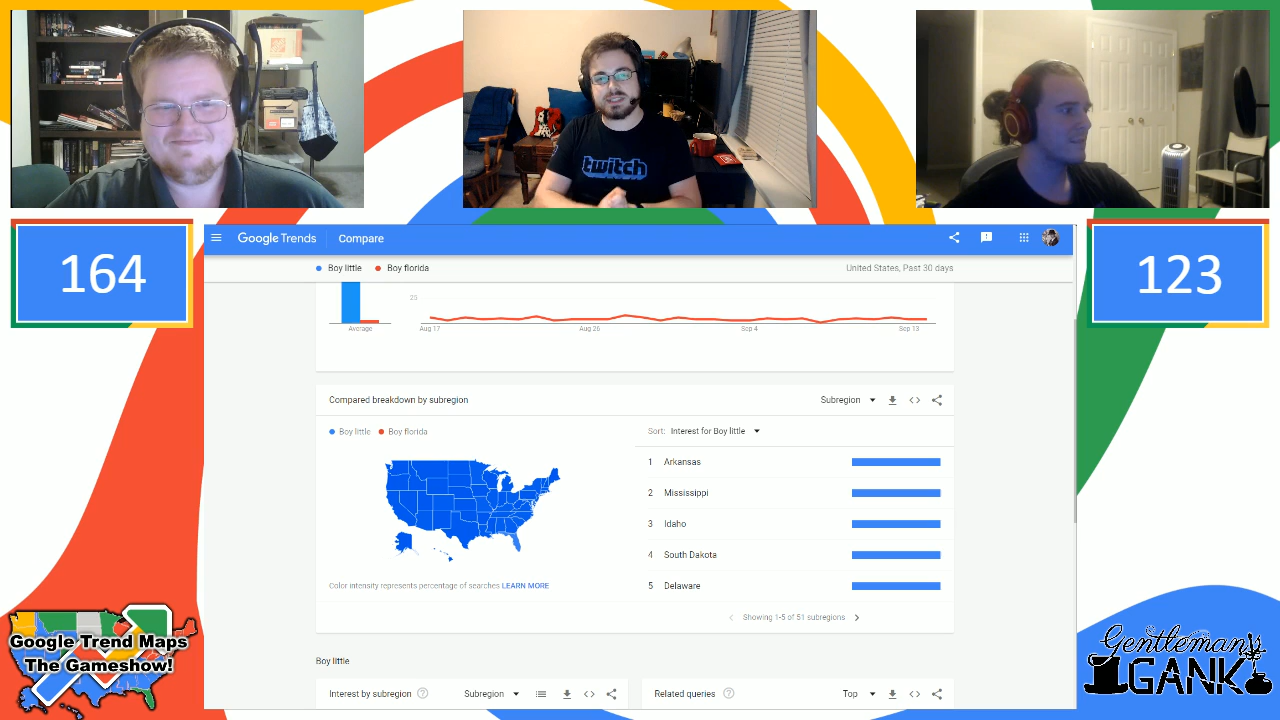 twitch
164
123
Google Trends Compare
Boy little Boy florida
United States, Past 30 days
25
Average
Aug 17 Aug 26 Sep 4 Sep 13
Compared breakdown by subregion
Subregion
Boy little Boy florida
Sort: Interest for Boy little
1 Arkansas
2 Mississippi
3 Idaho
4 South Dakota
5 Delaware
Color intensity represents percentage of searches LEARN MORE
Showing 1-5 of 51 subregions
Boy little
Interest by subregion ? Subregion
Related queries ? Top
Google Trend Maps
The Gameshow!
Gentleman's
GANK